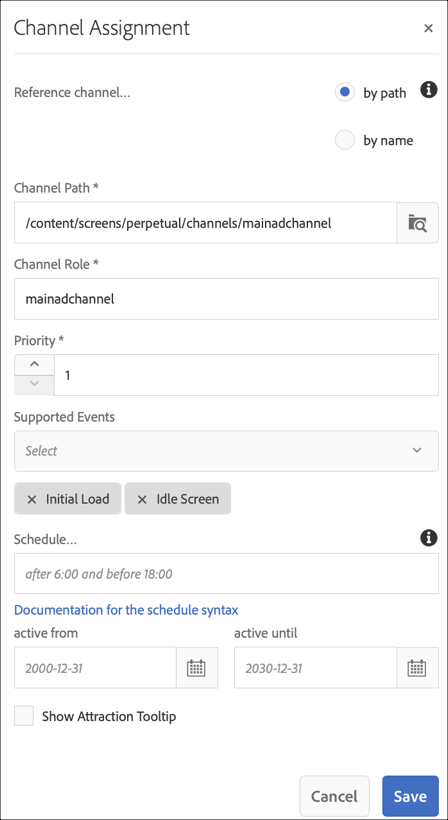 Channel Assignment ×
Reference channel... by path
by name
Channel Path *
/content/screens/perpetual/channels/mainadchannel
Channel Role *
mainadchannel
Priority *
1
Supported Events
Select
× Initial Load × Idle Screen
Schedule...
after 6:00 and before 18:00
Documentation for the schedule syntax
active from active until
2000-12-31 2030-12-31
Show Attraction Tooltip
Cancel Save